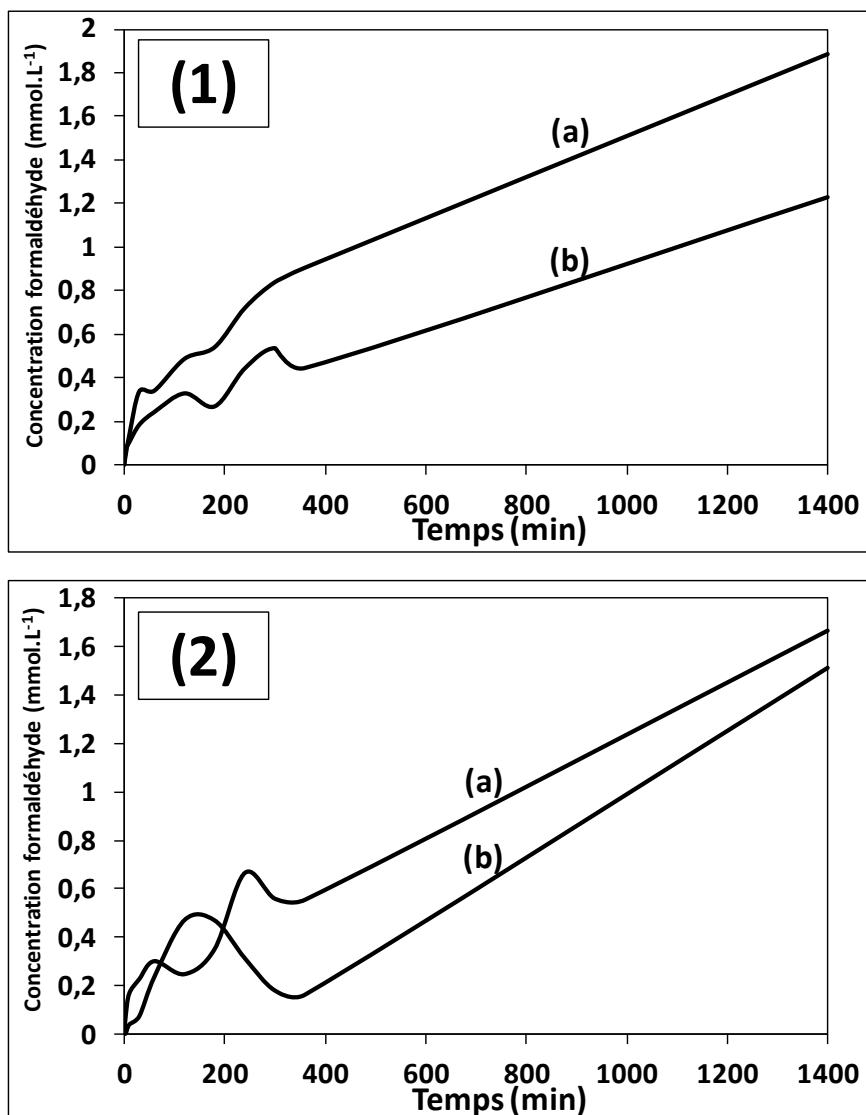 Concentration formaldéhyde (mmol.L-1)
2
1,8
1,6
1,4
1,2
1
0,8
0,6
0,4
0,2
0
(1)
(a)
(b)
0 200 400 600 800 1000 1200 1400
Temps (min)
Concentration formaldéhyde (mmol.L-1)
1,8
1,6
1,4
1,2
1
0,8
0,6
0,4
0,2
0
(2)
(a)
(b)
0 200 400 600 800 1000 1200 1400
Temps (min)